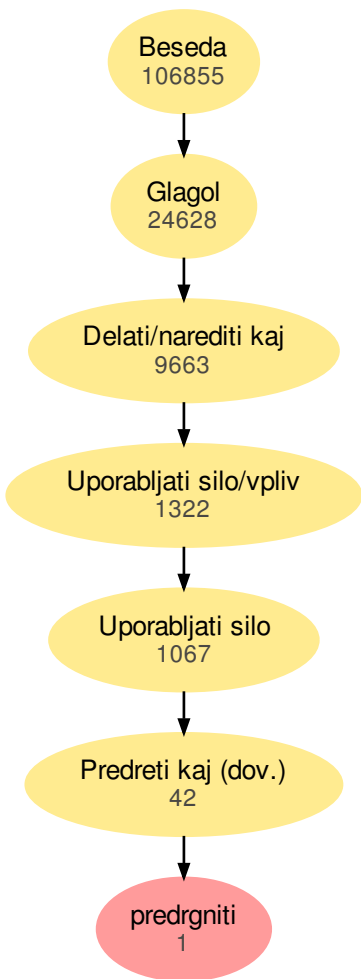 Beseda
106855
Glagol
24628
Delati/narediti kaj
9663
Uporabljati silo/vpliv
1322
Uporabljati silo
1067
Predreti kaj (dov.)
42
predrgniti
1